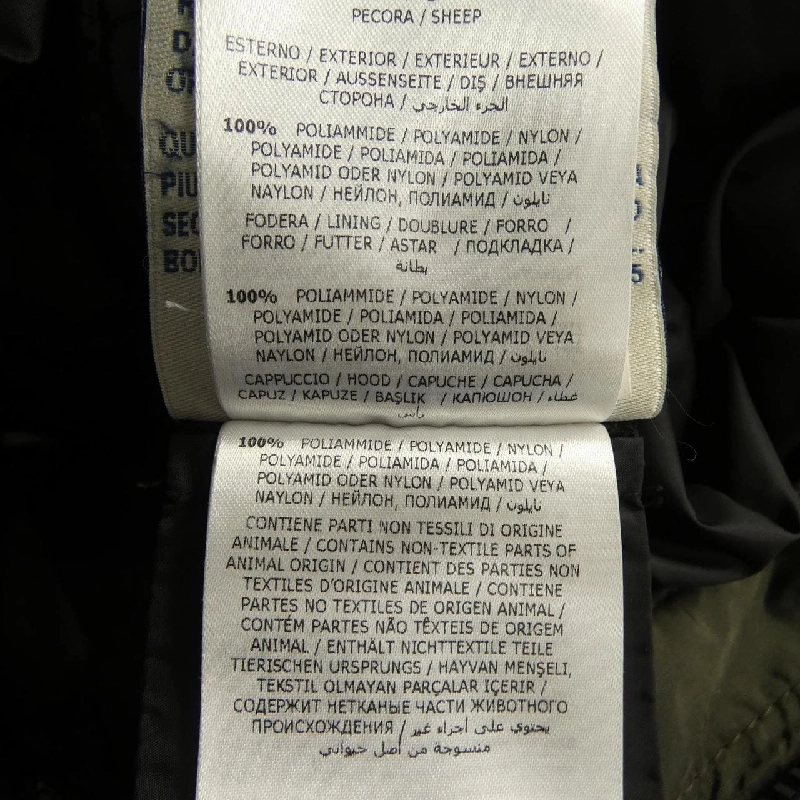 PECORA / SHEEP
ESTERNO / EXTERIOR / EXTERIEUR / EXTERNO /
EXTERIOR / AUSSENSEITE / DIŞ / ВНЕШНЯЯ
СТОРОНА / الجزء الخارجي
100% POLIAMMIDE / POLYAMIDE / NYLON /
POLYAMIDE / POLIAMIDA / POLIAMIDA /
POLYAMID ODER NYLON / POLYAMID VEYA
NAYLON / НЕЙЛОН, ПОЛИАМИД / نايلون
FODERA / LINING / DOUBLURE / FORRO /
FORRO / FUTTER / ASTAR / ПОДКЛАДКА /
بطانة
100% POLIAMMIDE / POLYAMIDE / NYLON /
POLYAMIDE / POLIAMIDA / POLIAMIDA /
POLYAMID ODER NYLON / POLYAMID VEYA
NAYLON / НЕЙЛОН, ПОЛИАМИД / نايلون
CAPPUCCIO / HOOD / CAPUCHE / CAPUCHA /
CAPUZ / KAPUZE / BAŞLIK / КАПЮШОН / غطاء
100% POLIAMMIDE / POLYAMIDE / NYLON /
POLYAMIDE / POLIAMIDA / POLIAMIDA /
POLYAMID ODER NYLON / POLYAMID VEYA
NAYLON / НЕЙЛОН, ПОЛИАМИД / نايلون
CONTIENE PARTI NON TESSILI DI ORIGINE
ANIMALE / CONTAINS NON-TEXTILE PARTS OF
ANIMAL ORIGIN / CONTIENT DES PARTIES NON
TEXTILES D'ORIGINE ANIMALE / CONTIENE
PARTES NO TEXTILES DE ORIGEN ANIMAL /
CONTÉM PARTES NÃO TÊXTEIS DE ORIGEM
ANIMAL / ENTHÄLT NICHTTEXTILE TEILE
TIERISCHEN URSPRUNGS / HAYVAN MENŞELİ,
TEKSTIL OLMAYAN PARÇALAR IÇERIR /
СОДЕРЖИТ НЕТКАНЫЕ ЧАСТИ ЖИВОТНОГО
ПРОИСХОЖДЕНИЯ / يحتوي على أجزاء غير
منسوجة من أصل حيواني